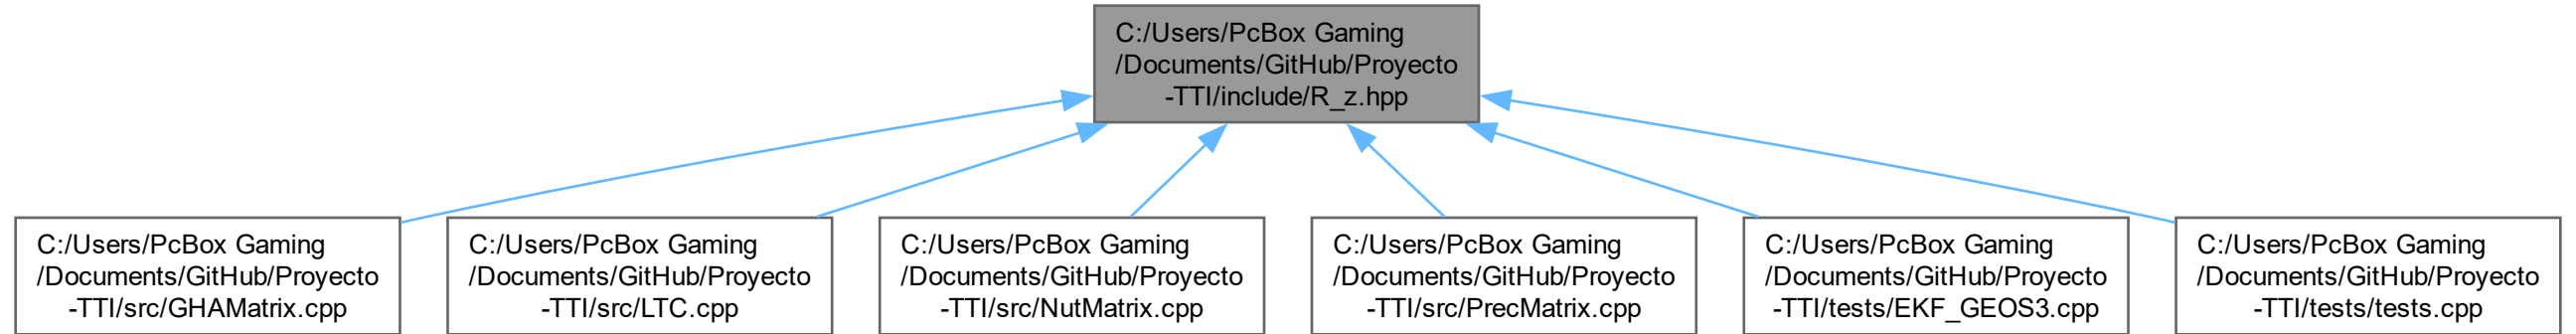 C:/Users/PcBox Gaming
/Documents/GitHub/Proyecto
-TTI/include/R_z.hpp
C:/Users/PcBox Gaming
/Documents/GitHub/Proyecto
-TTI/src/GHAMatrix.cpp
C:/Users/PcBox Gaming
/Documents/GitHub/Proyecto
-TTI/src/LTC.cpp
C:/Users/PcBox Gaming
/Documents/GitHub/Proyecto
-TTI/src/NutMatrix.cpp
C:/Users/PcBox Gaming
/Documents/GitHub/Proyecto
-TTI/src/PrecMatrix.cpp
C:/Users/PcBox Gaming
/Documents/GitHub/Proyecto
-TTI/tests/EKF_GEOS3.cpp
C:/Users/PcBox Gaming
/Documents/GitHub/Proyecto
-TTI/tests/tests.cpp